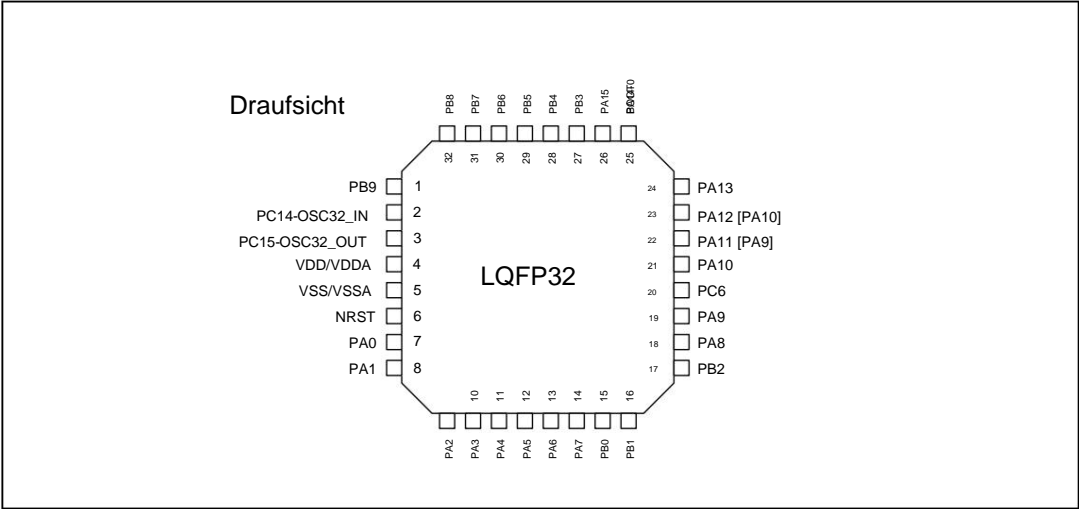 Draufsicht
PB8
PB7
PB6
PB5
PB4
PB3
PA15
32
31
30
29
28
27
26
25
PB9 1
PC14-OSC32_IN 2
PC15-OSC32_OUT 3
VDD/VDDA 4
VSS/VSSA 5
NRST 6
PA0 7
PA1 8
LQFP32
24 PA13
23 PA12 [PA10]
22 PA11 [PA9]
21 PA10
20 PC6
19 PA9
18 PA8
17 PB2
10
11
12
13
14
15
16
PA2
PA3
PA4
PA5
PA6
PA7
PB0
PB1